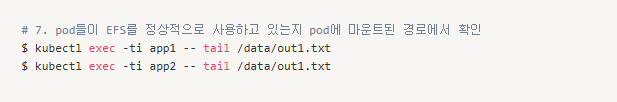 # 7. pod들이 EFS를 정상적으로 사용하고 있는지 pod에 마운트된 경로에서 확인
$ kubectl exec -ti app1 -- tail /data/out1.txt
$ kubectl exec -ti app2 -- tail /data/out1.txt